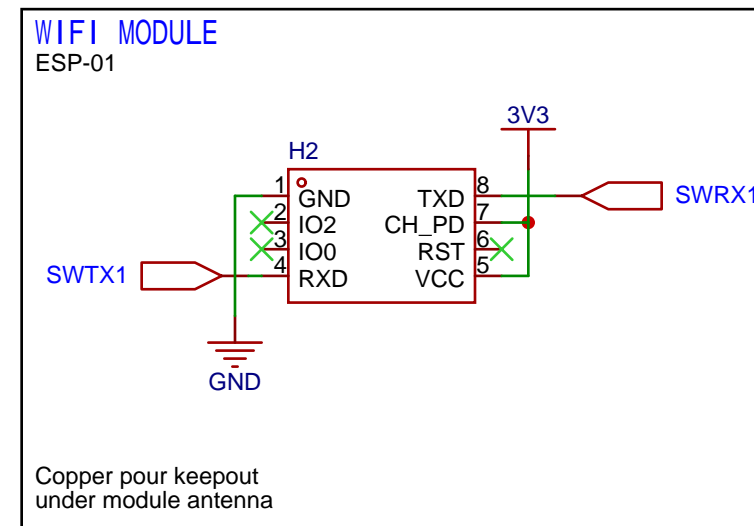 WIFI MODULE
ESP-01
3V3
H2
1 GND TXD 8
SWRX1
2 IO2 CH_PD 7
3 IO0 RST 6
4 RXD VCC 5
SWTX1
GND
Copper pour keepout
under module antenna